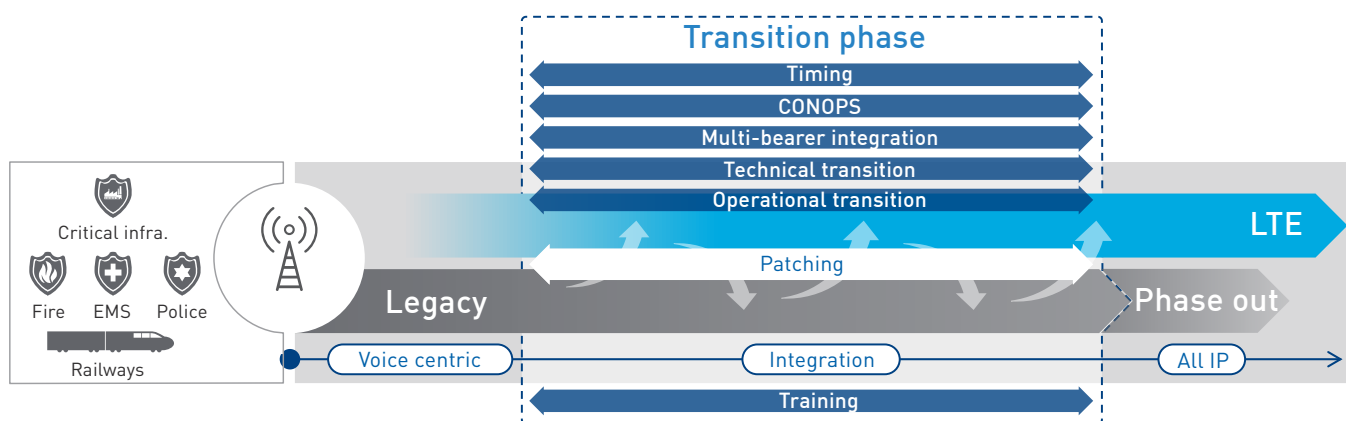 Transition phase
Timing
CONOPS
Multi-bearer integration
Technical transition
Operational transition
Critical infra.
Fire EMS Police
Railways
LTE
Patching
Legacy
Phase out
Voice centric Integration All IP
Training